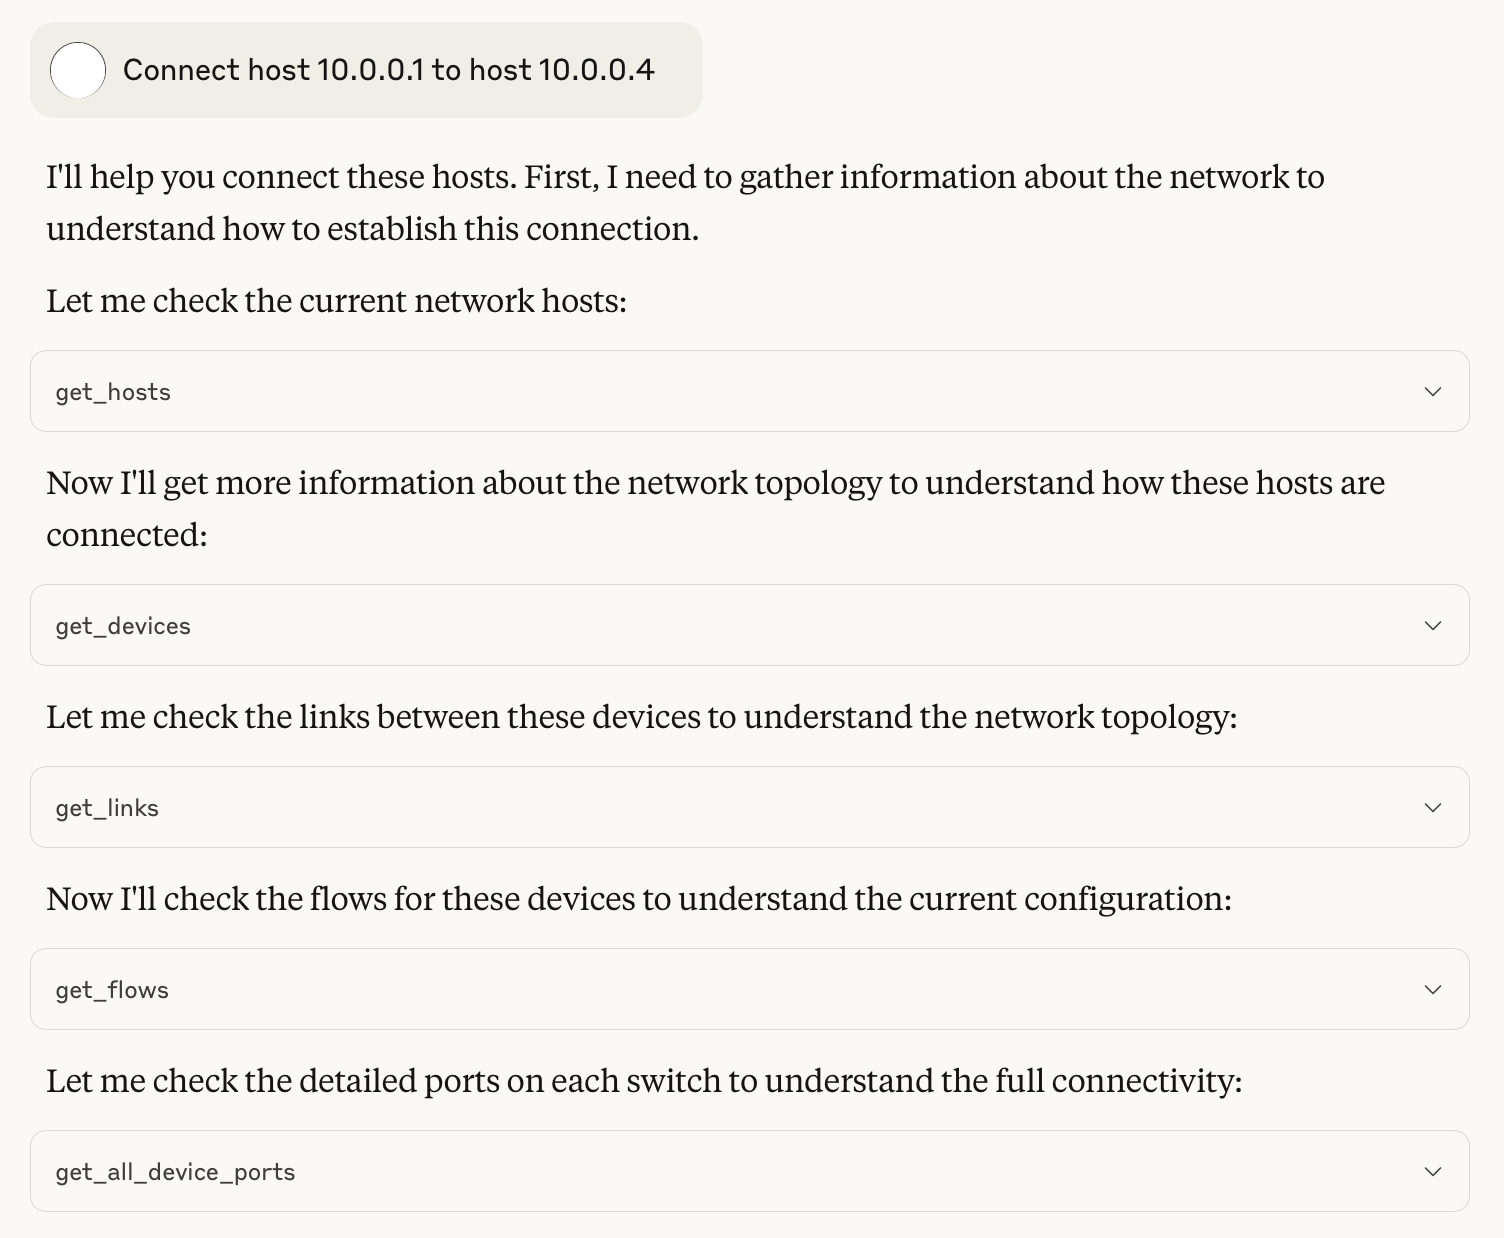 Connect host 10.0.0.1 to host 10.0.0.4
I'll help you connect these hosts. First, I need to gather information about the network to
understand how to establish this connection.
Let me check the current network hosts:
get_hosts
Now I'll get more information about the network topology to understand how these hosts are
connected:
get_devices
Let me check the links between these devices to understand the network topology:
get_links
Now I'll check the flows for these devices to understand the current configuration:
get_flows
Let me check the detailed ports on each switch to understand the full connectivity:
get_all_device_ports